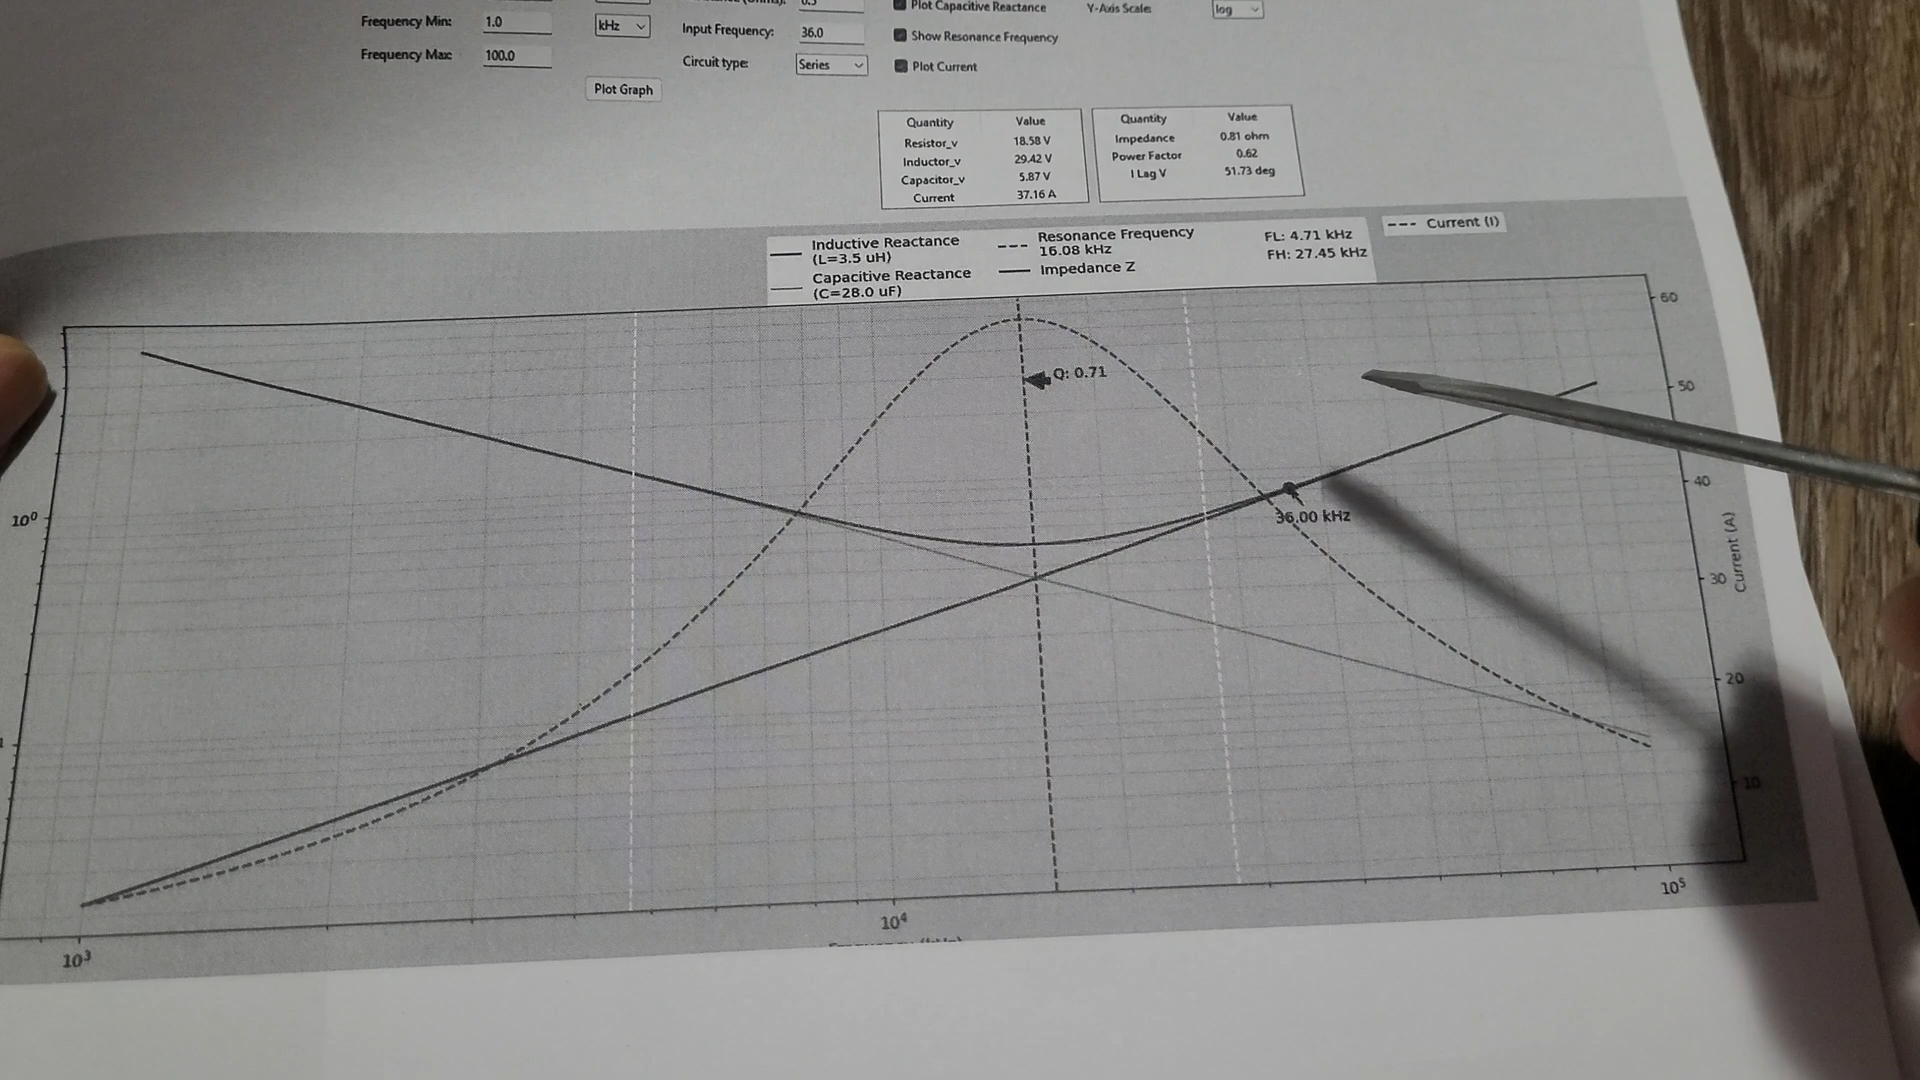 Frequency Min: 1.0 kHz
Frequency Max: 100.0
Plot Graph
0.5
Input Frequency: 36.0
Circuit type: Series
Plot Capacitive Reactance
Show Resonance Frequency
Plot Current
Y-Axis Scale: log
Quantity Value
Resistor_v 18.58 V
Inductor_v 29.42 V
Capacitor_v 5.87 V
Current 37.16 A
Quantity Value
Impedance 0.81 ohm
Power Factor 0.62
I Lag V 51.73 deg
Inductive Reactance
(L=3.5 uH)
Capacitive Reactance
(C=28.0 uF)
Resonance Frequency
16.08 kHz
Impedance Z
FL: 4.71 kHz
FH: 27.45 kHz
Current (I)
Q: 0.71
36.00 kHz
10⁰
60
50
40
30
20
10
Current (A)
10³
10⁴
10⁵